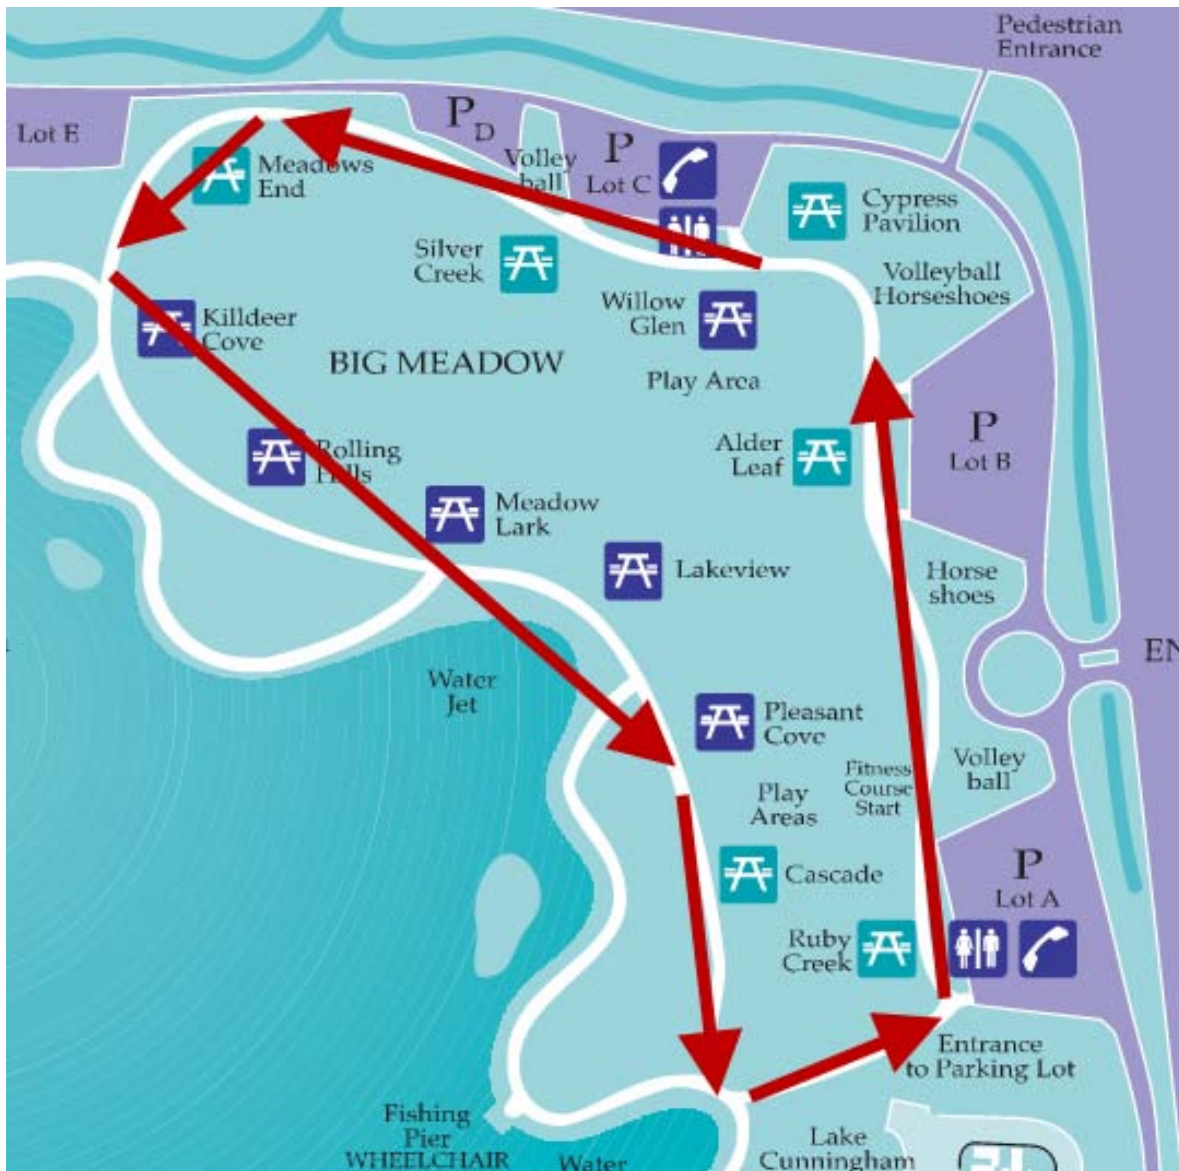 Pedestrian
Entrance
Lot E
P
D
P
Lot C
Volley
ball
Meadows
End
Cypress
Pavilion
Silver
Creek
Volleyball
Horseshoes
Willow
Glen
Killdeer
Cove
BIG MEADOW
Play Area
P
Lot B
Alder
Leaf
Rolling
Hills
Meadow
Lark
Lakeview
Horse
shoes
EN
Water
Jet
Pleasant
Cove
Fitness
Course
Start
Volley
ball
Play
Areas
P
Lot A
Cascade
Ruby
Creek
Entrance
to Parking Lot
Fishing
Pier
WHEELCHAIR
Water
Lake
Cunningham